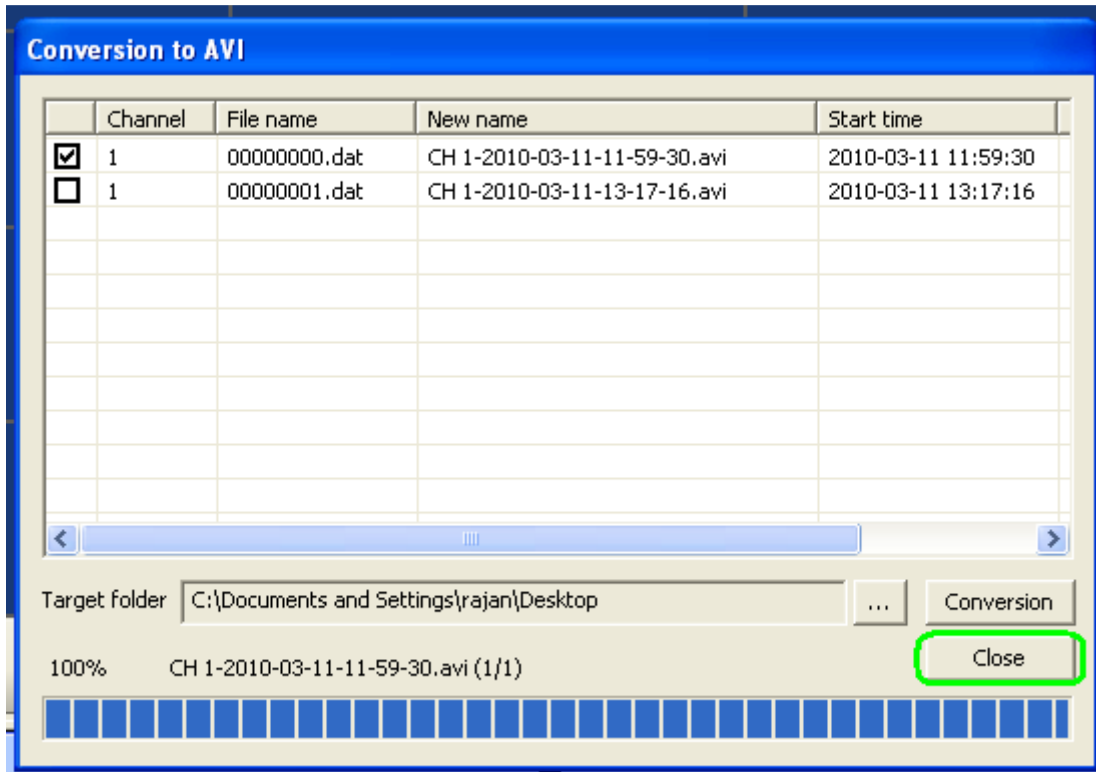 Conversion to AVI
Channel File name New name Start time
1 00000000.dat CH 1-2010-03-11-11-59-30.avi 2010-03-11 11:59:30
1 00000001.dat CH 1-2010-03-11-13-17-16.avi 2010-03-11 13:17:16
Target folder C:\Documents and Settings\rajan\Desktop ... Conversion
Close
100% CH 1-2010-03-11-11-59-30.avi (1/1)